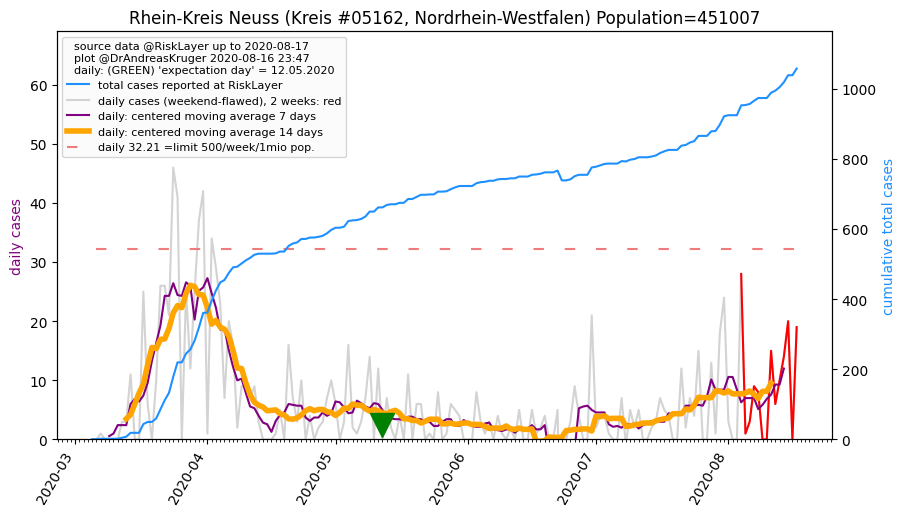 Rhein-Kreis Neuss (Kreis #05162, Nordrhein-Westfalen) Population=451007
source data @RiskLayer up to 2020-08-17
plot @DrAndreasKruger 2020-08-16 23:47
daily: (GREEN) 'expectation day' = 12.05.2020
total cases reported at RiskLayer
daily cases (weekend-flawed), 2 weeks: red
daily: centered moving average 7 days
daily: centered moving average 14 days
daily 32.21 =limit 500/week/1mio pop.
daily cases
60
50
40
30
20
10
0
1000
800
600
400
200
0
cumulative total cases
2020-03
2020-04
2020-05
2020-06
2020-07
2020-08